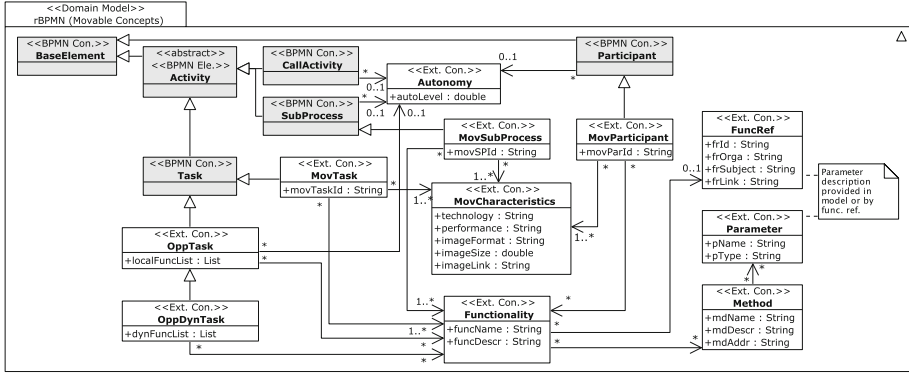 <<Domain Model>>
rBPMN (Movable Concepts)
<<BPMN Con.>>
BaseElement
<<abstract>>
<<BPMN Ele.>>
Activity
<<BPMN Con.>>
CallActivity
<<BPMN Con.>>
SubProcess
<<Ext. Con.>>
Autonomy
+autoLevel : double
<<BPMN Con.>>
Participant
*
0..1
*
0..1
0..1
0..1
*
<<Ext. Con.>>
MovSubProcess
+movSPId : String
*
*
1..*
<<Ext. Con.>>
MovParticipant
+movParId : String
*
*
<<Ext. Con.>>
FuncRef
+frId : String
+frOrga : String
+frSubject : String
+frLink : String
0..1
Parameter
description
provided in
model or by
func. ref.
<<BPMN Con.>>
Task
<<Ext. Con.>>
MovTask
+movTaskId : String
*
*
1..*
<<Ext. Con.>>
MovCharacteristics
+technology : String
+performance : String
+imageFormat : String
+imageSize : double
+imageLink : String
1..*
<<Ext. Con.>>
Parameter
+pName : String
+pType : String
*
*
<<Ext. Con.>>
OppTask
+localFuncList : List
*
*
<<Ext. Con.>>
OppDynTask
+dynFuncList : List
*
<<Ext. Con.>>
Functionality
+funcName : String
+funcDescr : String
1..*
1..*
*
*
*
*
*
<<Ext. Con.>>
Method
+mdName : String
+mdDescr : String
+mdAddr : String
*